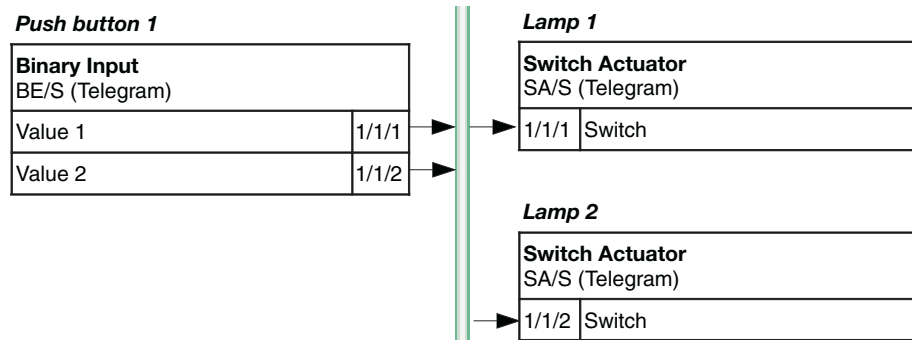 Push button 1
Binary Input
BE/S (Telegram)
Value 1 1/1/1
Value 2 1/1/2
Lamp 1
Switch Actuator
SA/S (Telegram)
1/1/1 Switch
Lamp 2
Switch Actuator
SA/S (Telegram)
1/1/2 Switch